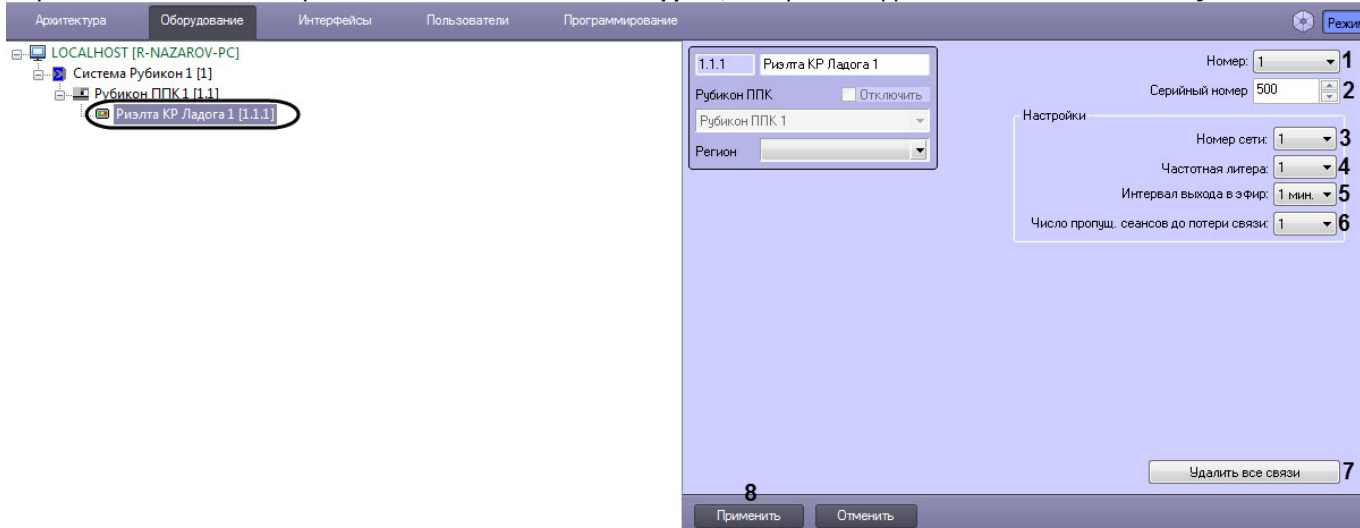 Архитектура Оборудование Интерфейсы Пользователи Программирование Режим
LOCALHOST [R-NAZAROV-PC]
Система Рубикон 1 [1]
Рубикон ППК 1 [1.1]
Риэлта КР Ладога 1 [1.1.1]
1.1.1 Риэлта КР Ладога 1
Рубикон ППК Отключить
Рубикон ППК 1
Регион
Номер: 1 1
Серийный номер 500 2
Настройки
Номер сети: 1 3
Частотная литера: 1 4
Интервал выхода в эфир: 1 мин. 5
Число пропущ. сеансов до потери связи: 1 6
Удалить все связи 7
8
Применить Отменить